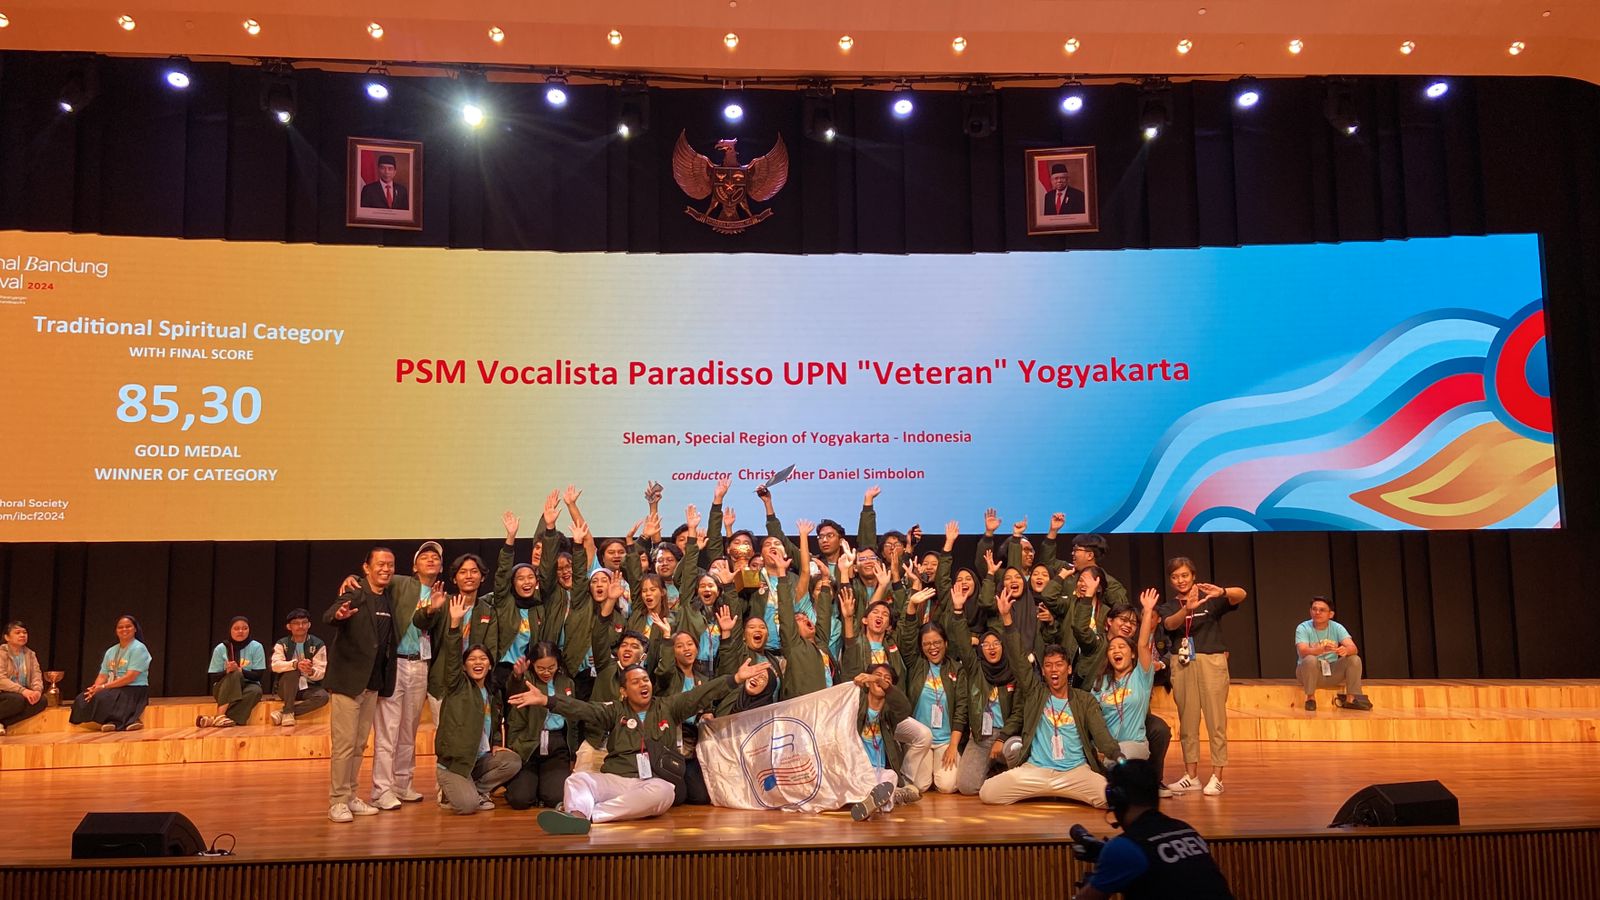 nal Bandung
val 2024
Traditional Spiritual Category
WITH FINAL SCORE
85,30
GOLD MEDAL
WINNER OF CATEGORY
horal Society
om/ibcf2024
PSM Vocalista Paradisso UPN "Veteran" Yogyakarta
Sleman, Special Region of Yogyakarta - Indonesia
conductor Christopher Daniel Simbolon
CREW